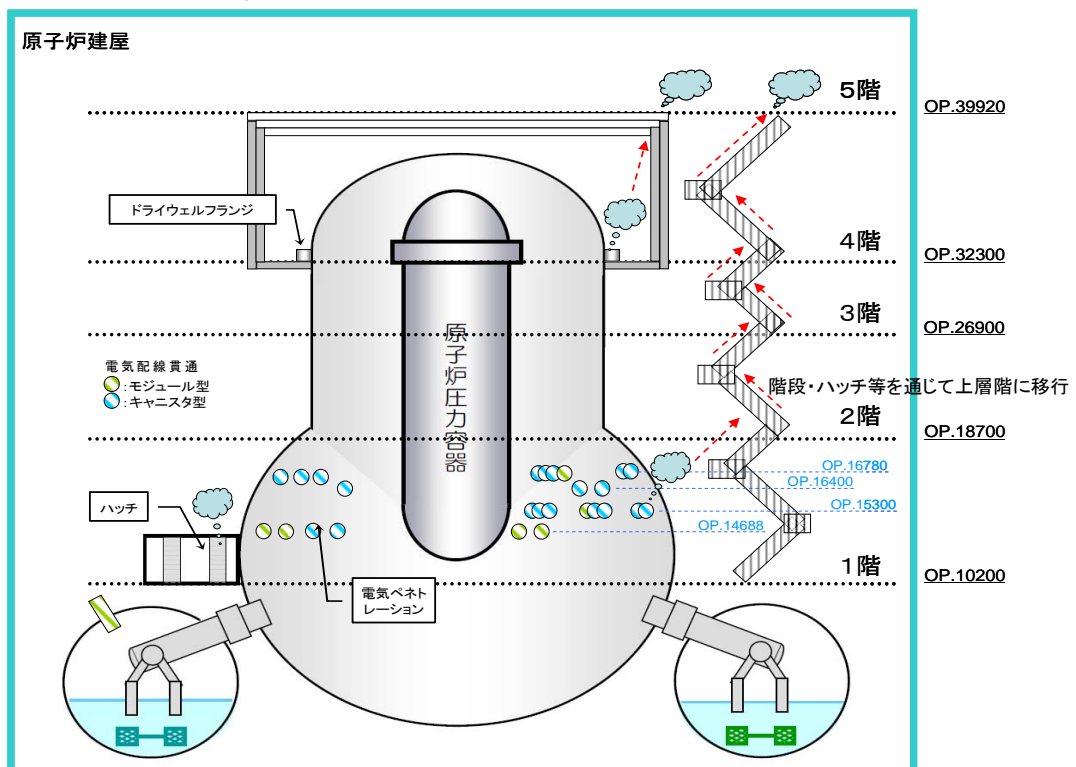 原子炉建屋
5階
OP.39920
ドライウェルフランジ
4階
OP.32300
3階
OP.26900
原子炉圧力容器
電気配線貫通
:モジュール型
:キャニスタ型
階段・ハッチ等を通じて上層階に移行
2階
OP.18700
OP.16780
OP.16400
OP.15300
OP.14688
ハッチ
1階
OP.10200
電気ペネト
レーション